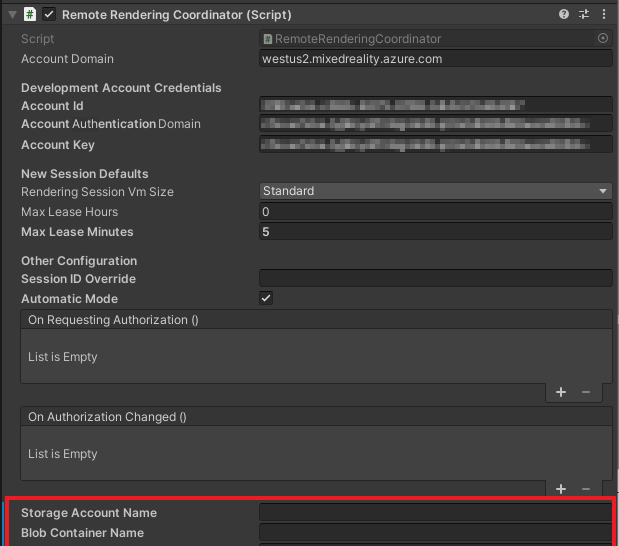 Remote Rendering Coordinator (Script)
Script RemoteRenderingCoordinator
Account Domain westus2.mixedreality.azure.com
Development Account Credentials
Account Id
Account Authentication Domain
Account Key
New Session Defaults
Rendering Session Vm Size Standard
Max Lease Hours 0
Max Lease Minutes 5
Other Configuration
Session ID Override
Automatic Mode
On Requesting Authorization ()
List is Empty
On Authorization Changed ()
List is Empty
Storage Account Name
Blob Container Name